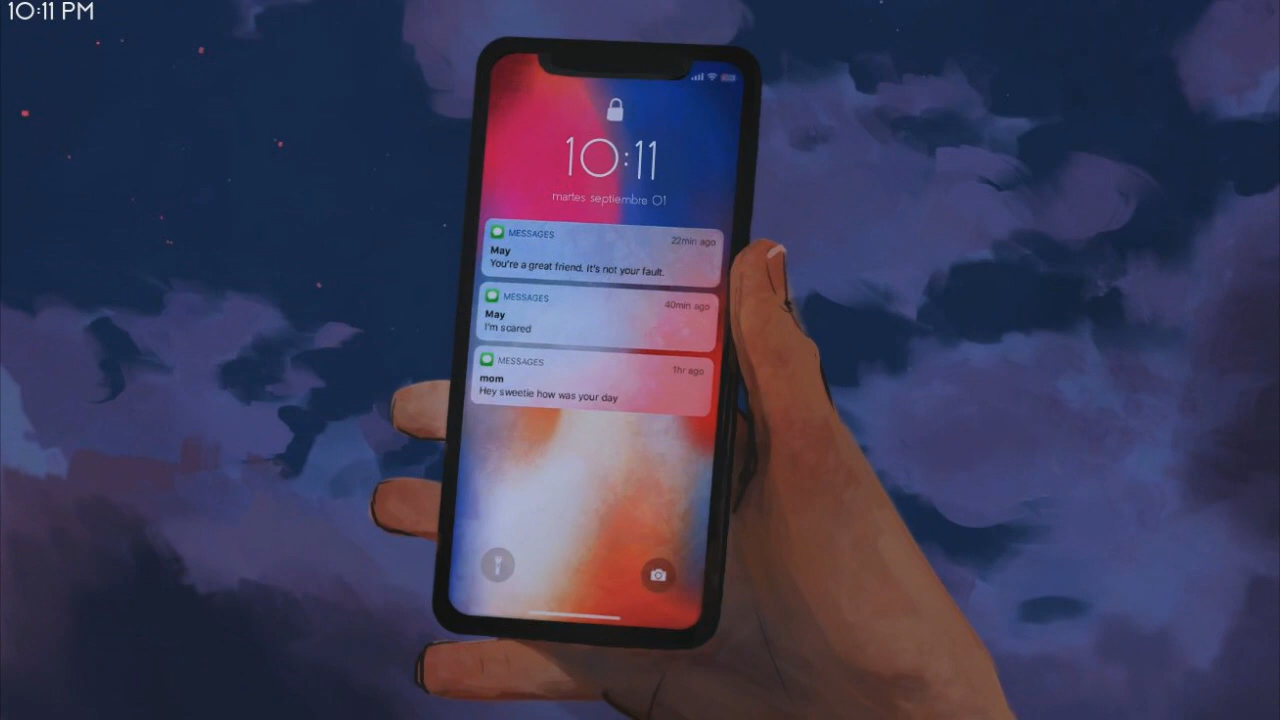 10:11 PM
10:11
martes septiembre 01
MESSAGES
22min ago
May
You're a great friend. It's not your fault.
MESSAGES
40min ago
May
I'm scared
MESSAGES
1hr ago
mom
Hey sweetie how was your day